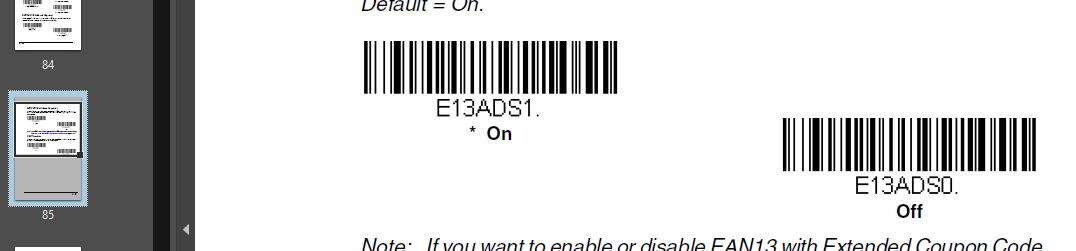 Default = On.
84
E13ADS1.
* On
E13ADS0.
Off
85
Note: If you want to enable or disable EAN13 with Extended Coupon Code